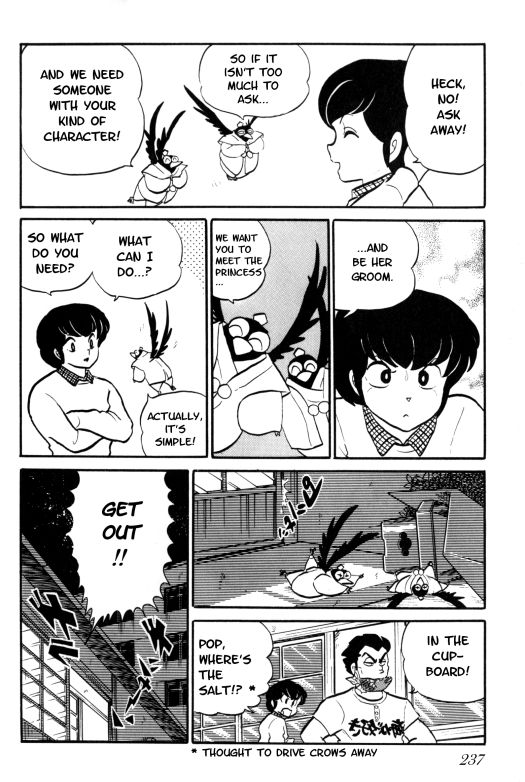 HECK,
NO!
ASK
AWAY!
SO IF IT
ISN'T TOO
MUCH TO
ASK...
AND WE NEED
SOMEONE
WITH YOUR
KIND OF
CHARACTER!
SO WHAT
DO YOU
NEED?
WHAT
CAN I
DO...?
ACTUALLY,
IT'S
SIMPLE!
WE WANT
YOU TO
MEET THE
PRINCESS
...
...AND
BE HER
GROOM.
GET
OUT
!!
POP,
WHERE'S
THE
SALT!? *
IN THE
CUP-
BOARD!
* THOUGHT TO DRIVE CROWS AWAY
237